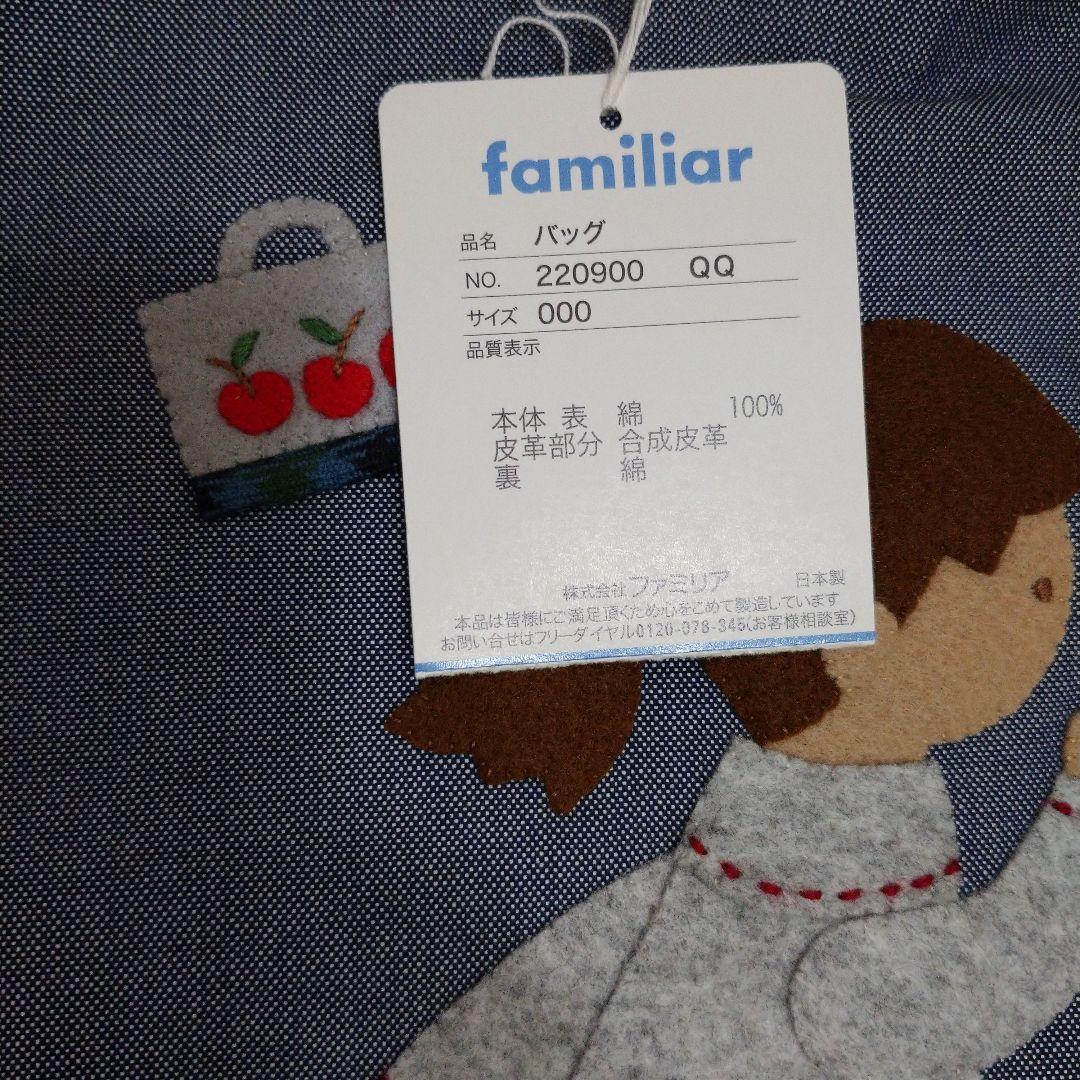 familiar
品名 バッグ
NO. 220900 QQ
サイズ 000
品質表示
本体 表 綿 100%
皮革部分 合成皮革
裏 綿
株式会社 ファミリア 日本製
本品は皆様にご満足頂くため心をこめて製造しています
お問い合せはフリーダイヤル0120-078-345(お客様相談室)